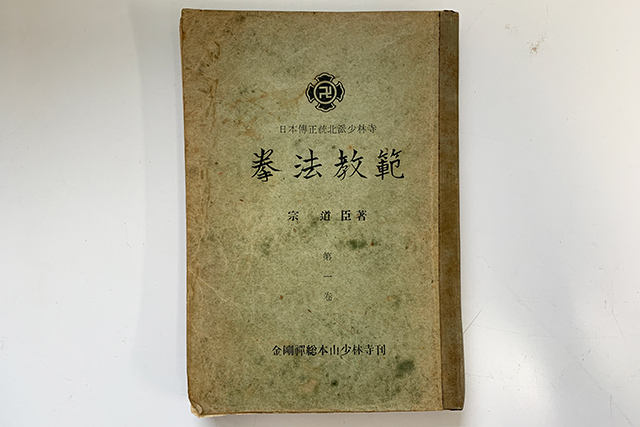 日本傳正統北派少林寺
拳法教範
宗 道臣著
第一卷
金剛禪総本山少林寺刊